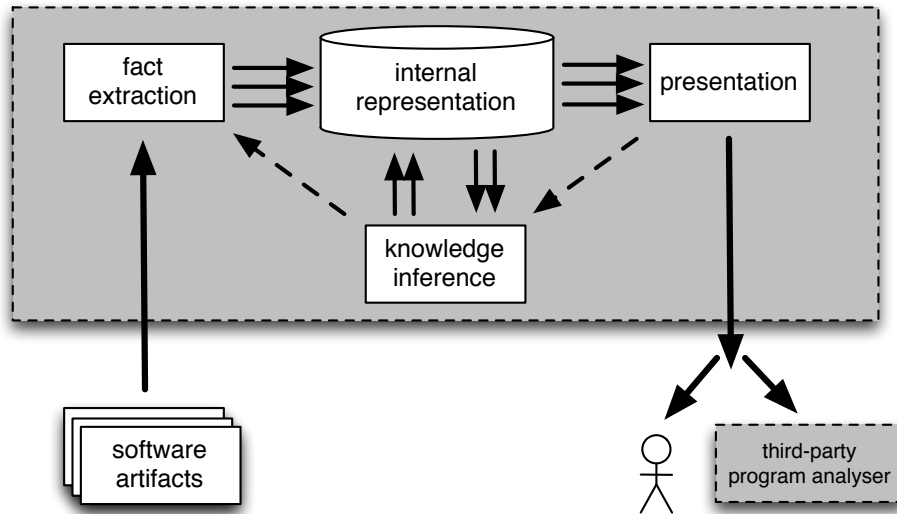 fact
extraction
internal
representation
presentation
knowledge
inference
software
artifacts
third-party
program analyser